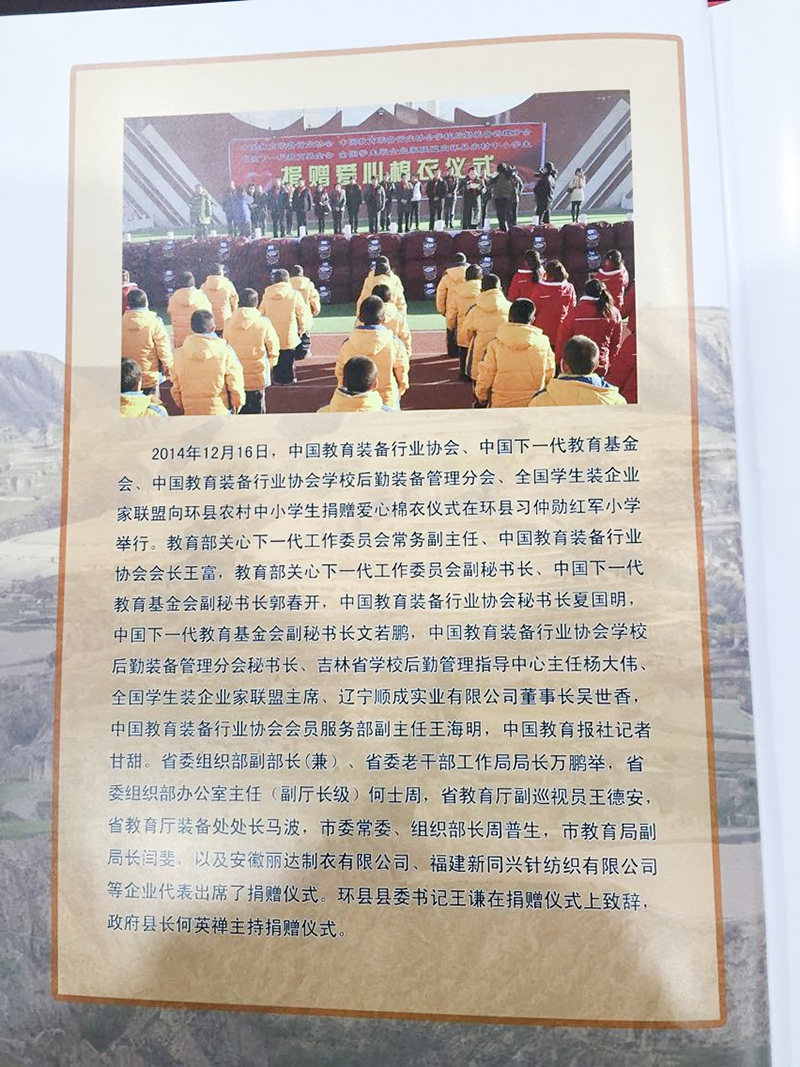 捐赠爱心棉衣仪式
2014年12月16日，中国教育装备行业协会、中国下一代教育基金
会、中国教育装备行业协会学校后勤装备管理分会、全国学生装企业
家联盟向环县农村中小学生捐赠爱心棉衣仪式在环县习仲勋红军小学
举行。教育部关心下一代工作委员会常务副主任、中国教育装备行业
协会会长王富，教育部关心下一代工作委员会副秘书长、中国下一代
教育基金会副秘书长郭春开，中国教育装备行业协会秘书长夏国明，
中国下一代教育基金会副秘书长文若鹏，中国教育装备行业协会学校
后勤装备管理分会秘书长、吉林省学校后勤管理指导中心主任杨大伟、
全国学生装企业家联盟主席、辽宁顺成实业有限公司董事长吴世香，
中国教育装备行业协会会员服务部副主任王海明，中国教育报社记者
甘甜。省委组织部副部长(兼）、省委老干部工作局局长万鹏举，省
委组织部办公室主任（副厅长级）何士周，省教育厅副巡视员王德安，
省教育厅装备处处长马波，市委常委、组织部长周普生，市教育局副
局长闫斐，以及安徽丽达制衣有限公司、福建新同兴针纺织有限公司
等企业代表出席了捐赠仪式。环县县委书记王谦在捐赠仪式上致辞，
政府县长何英禅主持捐赠仪式。